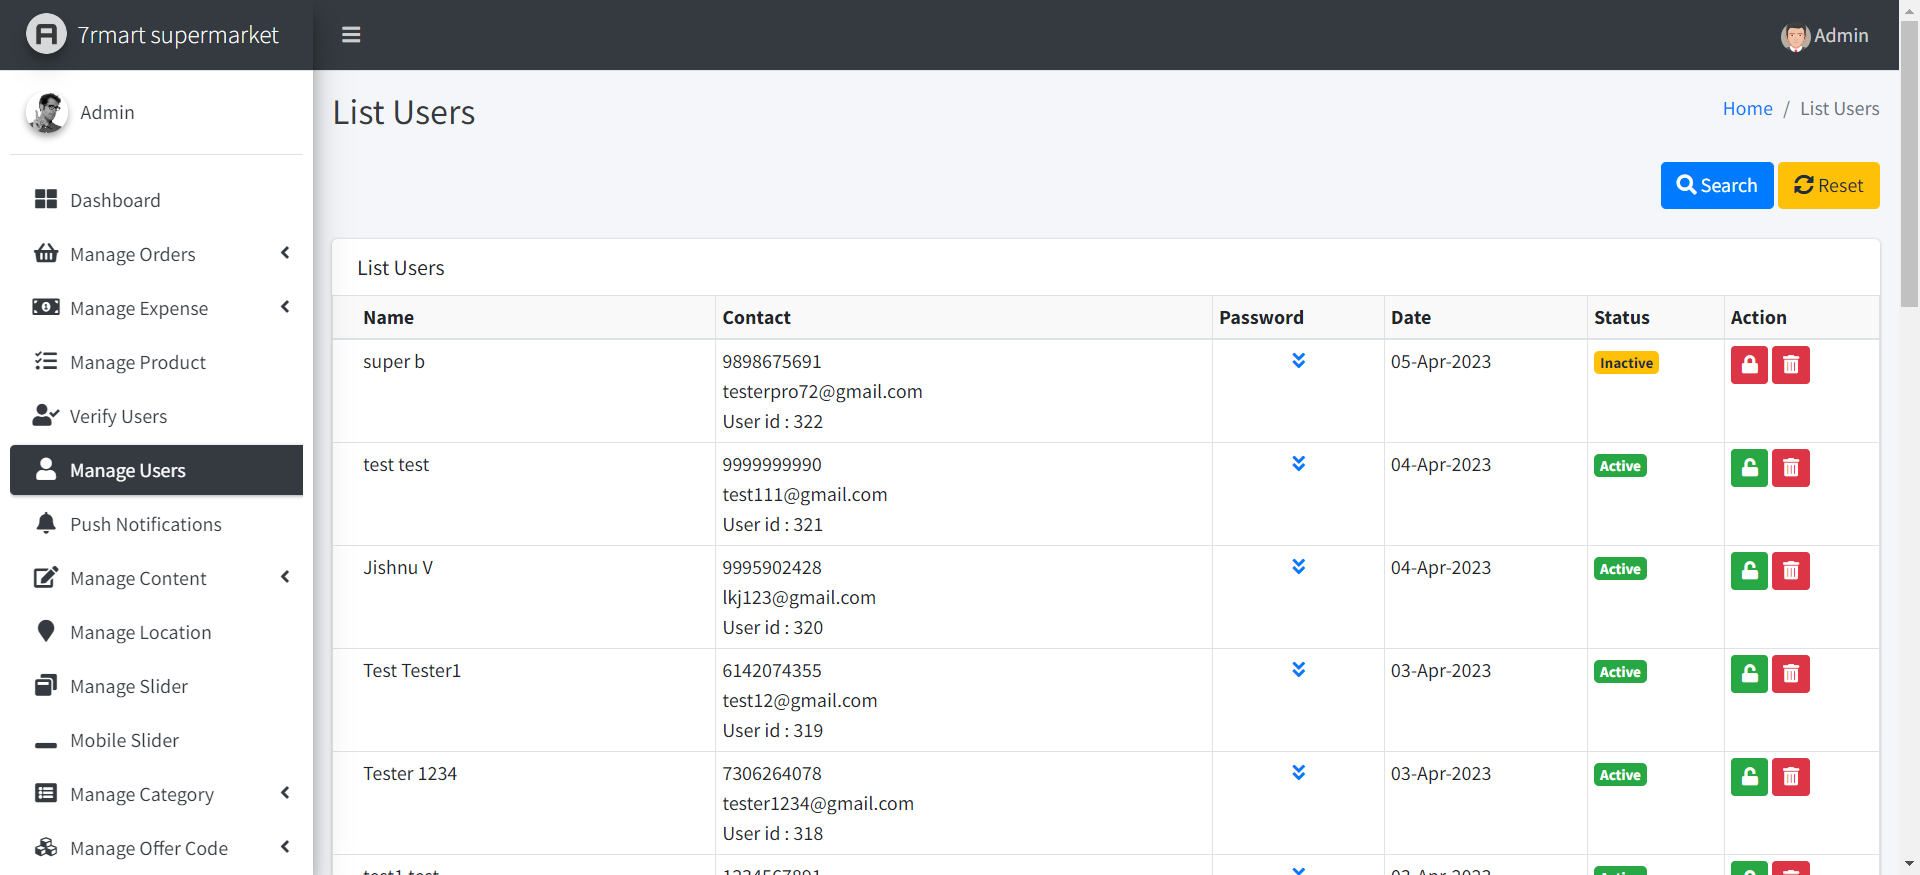 7rmart supermarket
Admin
Admin
Dashboard
Manage Orders
Manage Expense
Manage Product
Verify Users
Manage Users
Push Notifications
Manage Content
Manage Location
Manage Slider
Mobile Slider
Manage Category
Manage Offer Code
List Users
Home / List Users
Search
Reset
List Users
Name Contact Password Date Status Action
super b 9898675691 05-Apr-2023 Inactive
testerpro72@gmail.com
User id : 322
test test 9999999990 04-Apr-2023 Active
test111@gmail.com
User id : 321
Jishnu V 9995902428 04-Apr-2023 Active
lkj123@gmail.com
User id : 320
Test Tester1 6142074355 03-Apr-2023 Active
test12@gmail.com
User id : 319
Tester 1234 7306264078 03-Apr-2023 Active
tester1234@gmail.com
User id : 318